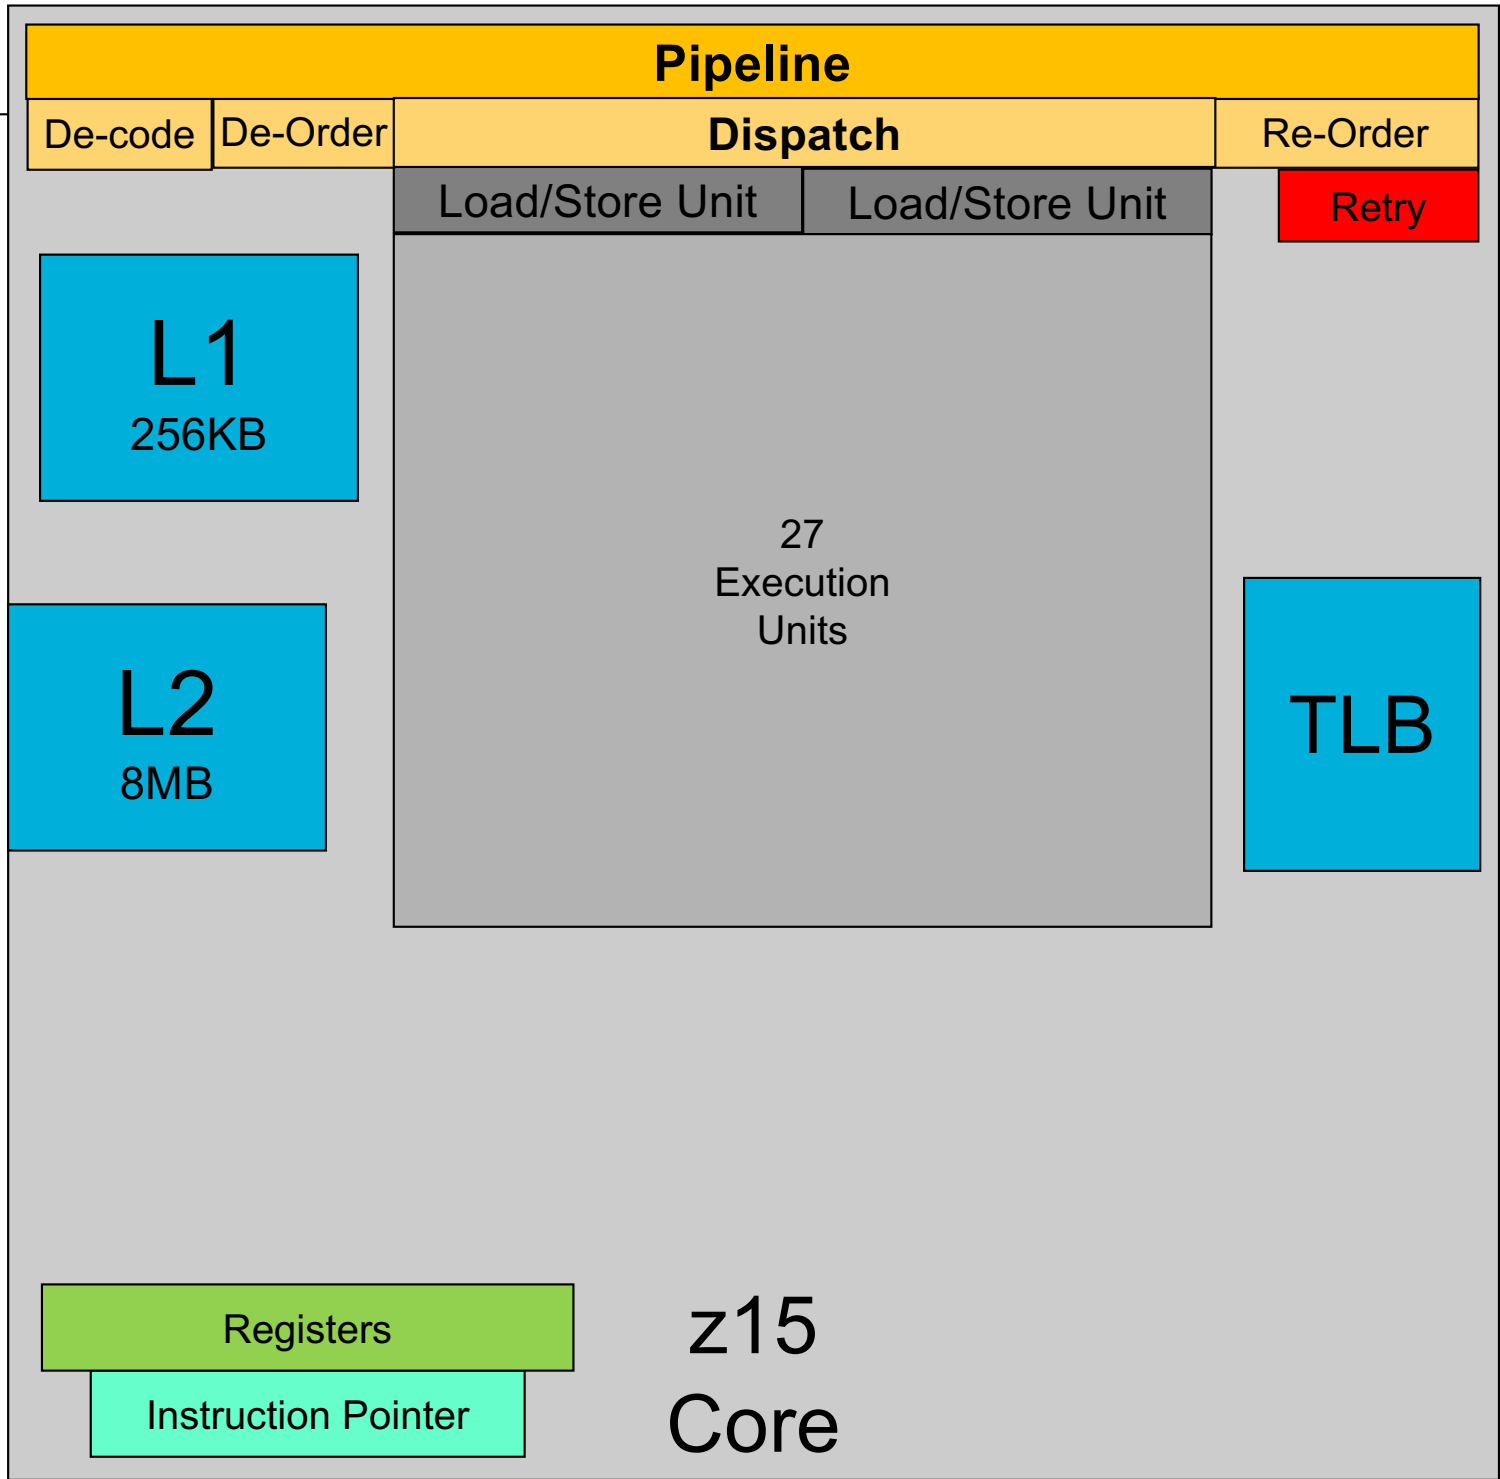 Pipeline
De-code
De-Order
Dispatch
Re-Order
Load/Store Unit
Load/Store Unit
Retry
L1
256KB
27
Execution
Units
L2
8MB
TLB
Registers
Instruction Pointer
z15
Core